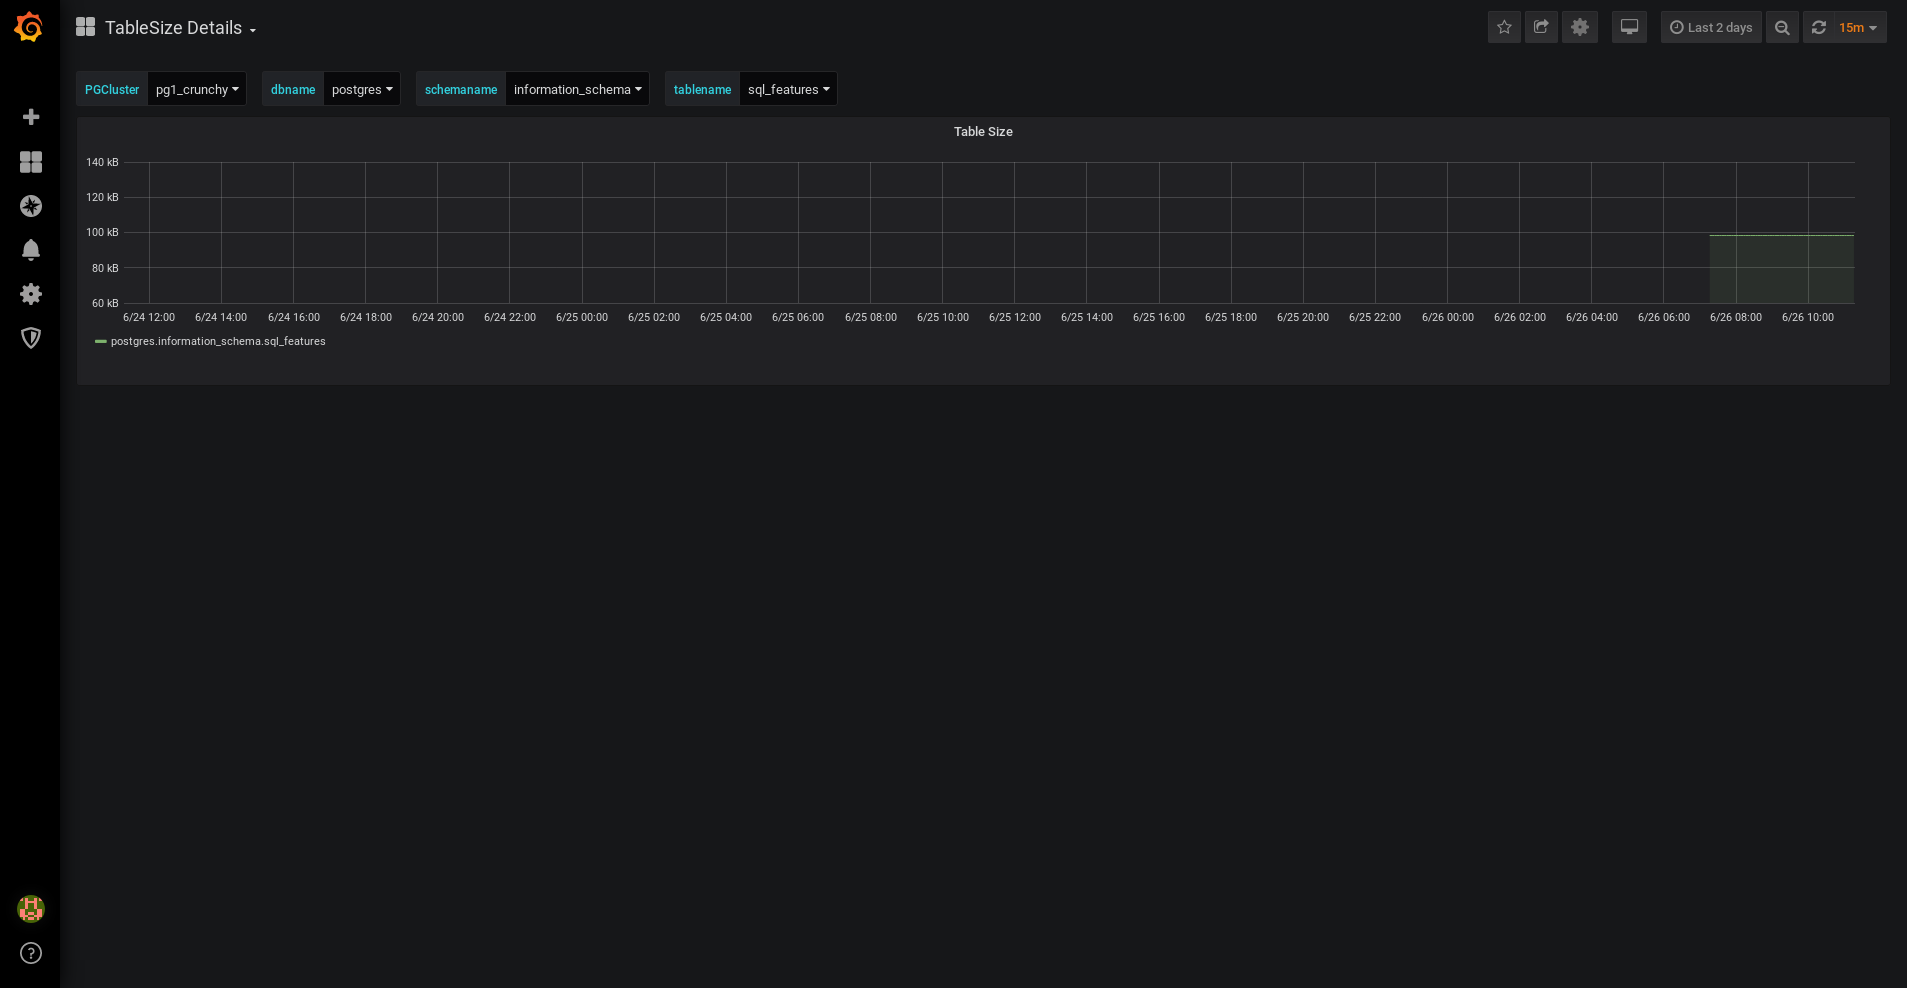 TableSize Details
Last 2 days
15m
PGCluster pg1_crunchy dbname postgres schemaname information_schema tablename sql_features
Table Size
140 kB
120 kB
100 kB
80 kB
60 kB
6/24 12:00 6/24 14:00 6/24 16:00 6/24 18:00 6/24 20:00 6/24 22:00 6/25 00:00 6/25 02:00 6/25 04:00 6/25 06:00 6/25 08:00 6/25 10:00 6/25 12:00 6/25 14:00 6/25 16:00 6/25 18:00 6/25 20:00 6/25 22:00 6/26 00:00 6/26 02:00 6/26 04:00 6/26 06:00 6/26 08:00 6/26 10:00
postgres.information_schema.sql_features
?